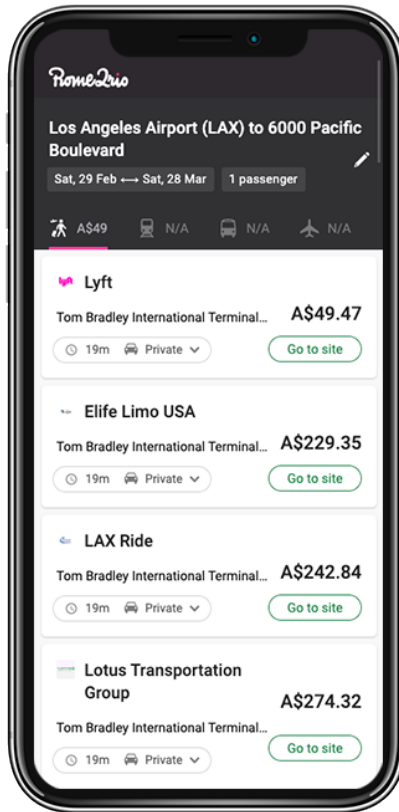 Rome2rio
Los Angeles Airport (LAX) to 6000 Pacific
Boulevard
Sat, 29 Feb ⟷ Sat, 28 Mar 1 passenger
A$49 N/A N/A N/A
lyft Lyft
Tom Bradley International Terminal... A$49.47
19m Private Go to site
Elife Limo USA
Tom Bradley International Terminal... A$229.35
19m Private Go to site
LAX Ride
Tom Bradley International Terminal... A$242.84
19m Private Go to site
Lotus Transportation
Group
A$274.32
Tom Bradley International Terminal...
19m Private Go to site